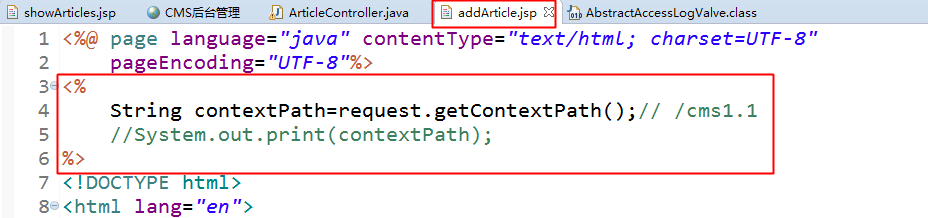 showArticles.jsp CMS后台管理 ArticleController.java addArticle.jsp AbstractAccessLogValve.class
1 <%@ page language="java" contentType="text/html; charset=UTF-8"
2     pageEncoding="UTF-8"%>
3 <%
4     String contextPath=request.getContextPath();// /cms1.1
5     //System.out.print(contextPath);
6 %>
7 <!DOCTYPE html>
8 <html lang="en">